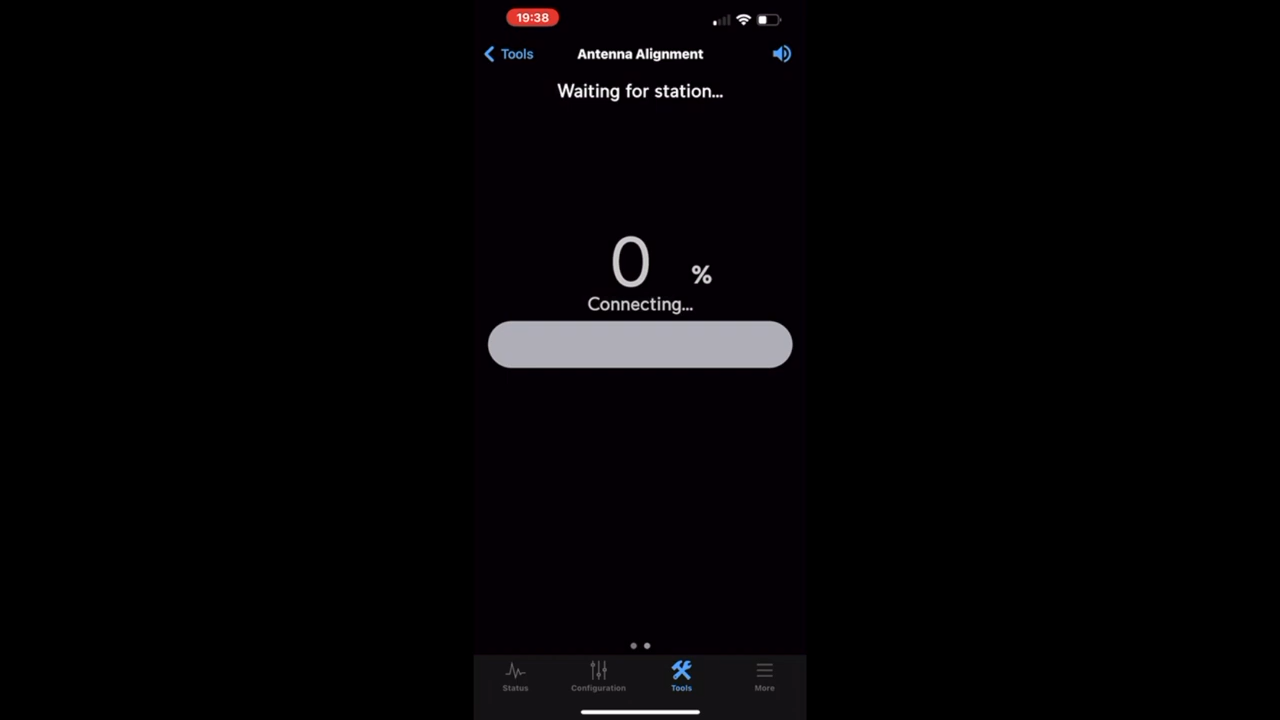 19:38
Tools
Antenna Alignment
Waiting for station...
0 %
Connecting...
Status
Configuration
Tools
More